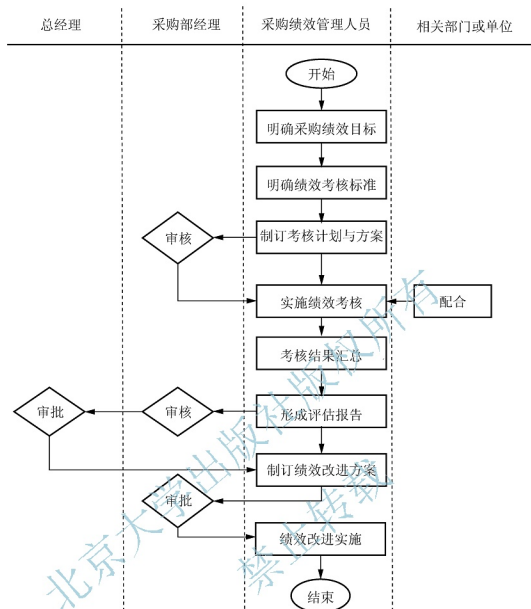 总经理
采购部经理
采购绩效管理人员
相关部门或单位
开始
明确采购绩效目标
明确绩效考核标准
审核
制订考核计划与方案
实施绩效考核
配合
考核结果汇总
审批
审核
形成评估报告
制订绩效改进方案
审批
绩效改进实施
结束
北京大学出版社版权所有
禁止转载